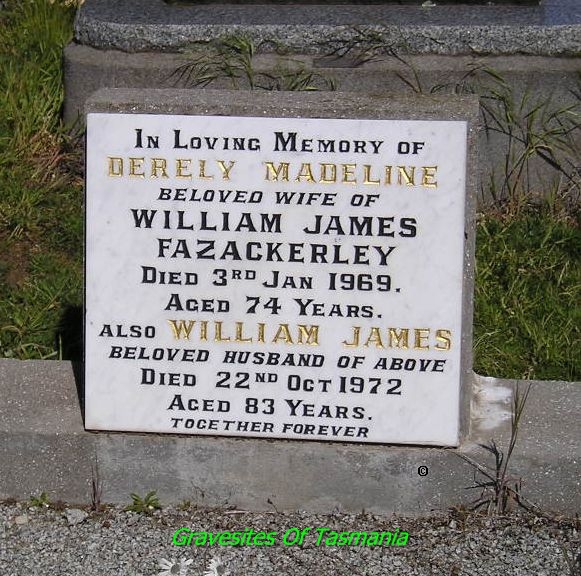 IN LOVING MEMORY OF
DERELY MADELINE
BELOVED WIFE OF
WILLIAM JAMES
FAZACKERLEY
DIED 3RD JAN 1969.
AGED 74 YEARS.
ALSO WILLIAM JAMES
BELOVED HUSBAND OF ABOVE
DIED 22ND OCT 1972
AGED 83 YEARS.
TOGETHER FOREVER
©
Gravesites Of Tasmania